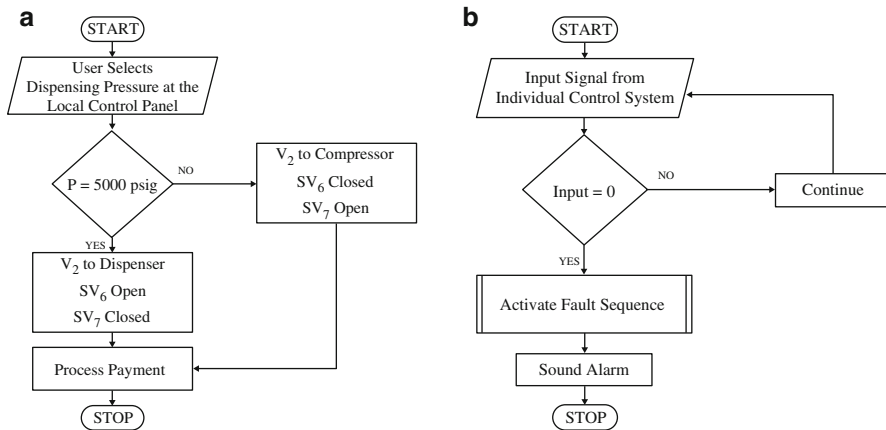 a
START
User Selects
Dispensing Pressure at the
Local Control Panel
P = 5000 psig
NO
V2 to Compressor
SV6 Closed
SV7 Open
YES
V2 to Dispenser
SV6 Open
SV7 Closed
Process Payment
STOP
b
START
Input Signal from
Individual Control System
Input = 0
NO
Continue
YES
Activate Fault Sequence
Sound Alarm
STOP